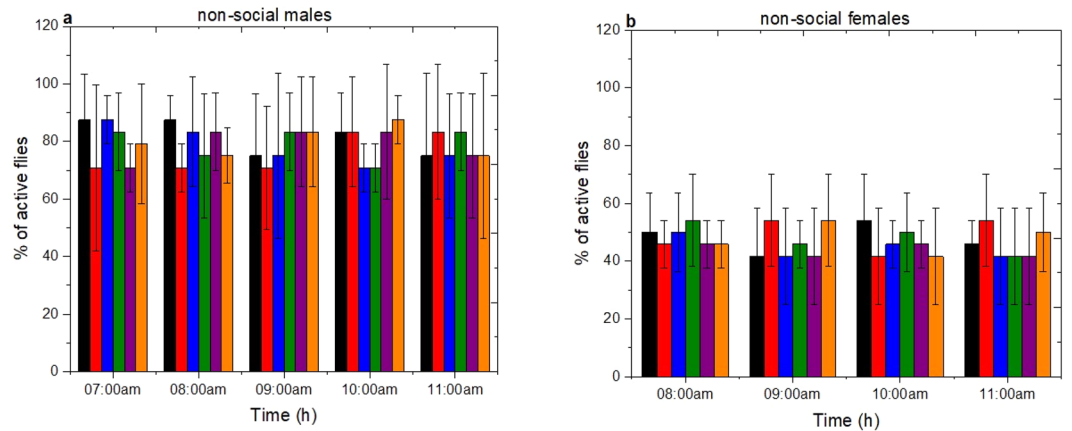 a
non-social males
% of active flies
120
100
80
60
40
20
0
07:00am 08:00am 09:00am 10:00am 11:00am
Time (h)
b
non-social females
% of active flies
120
100
80
60
40
20
0
08:00am 09:00am 10:00am 11:00am
Time (h)